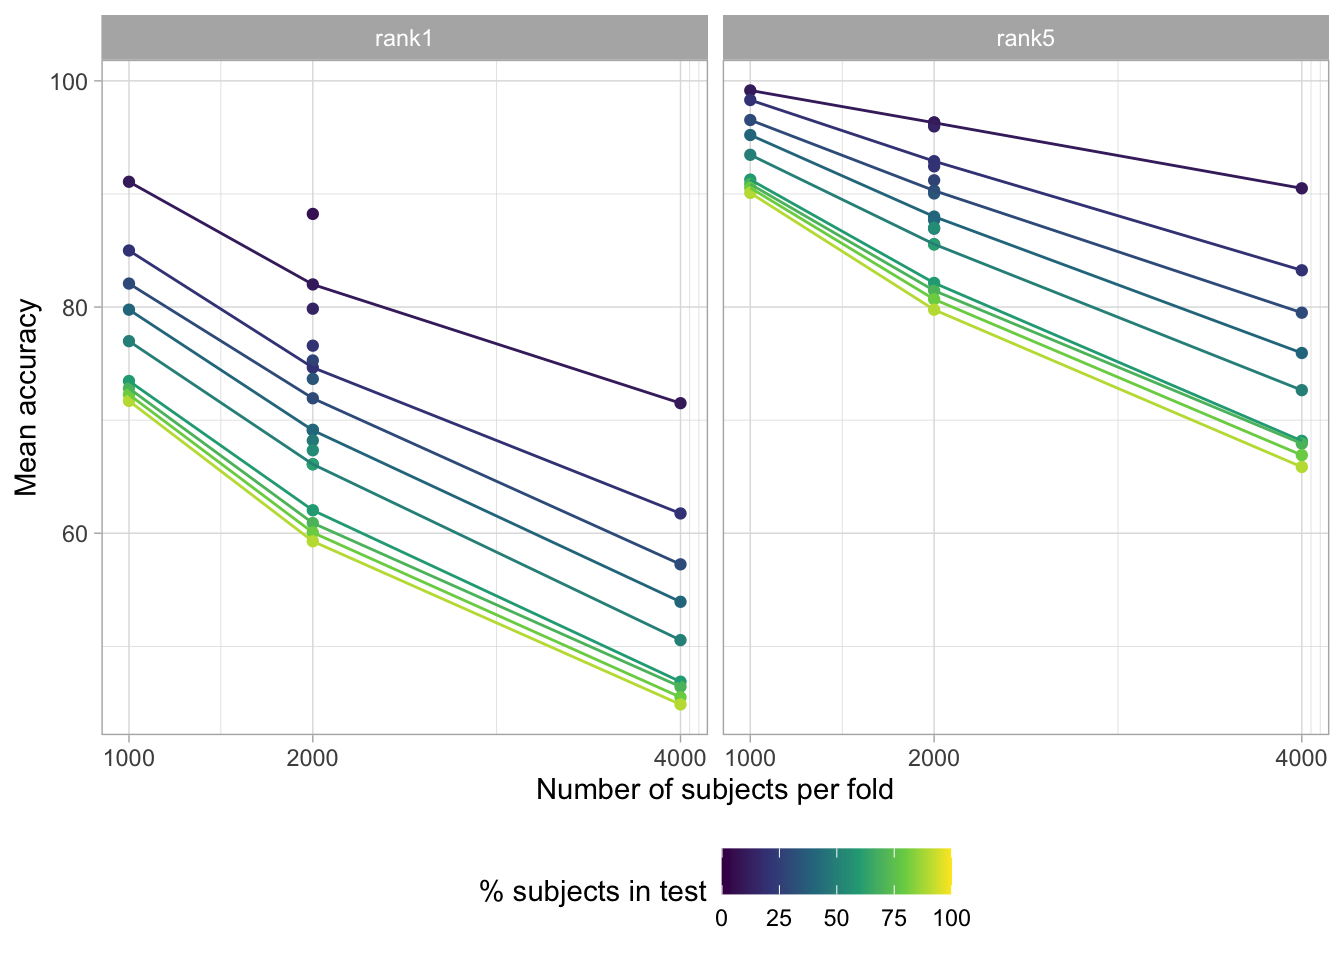 rank1 rank5
100
80
60
Mean accuracy
1000 2000 4000 1000 2000 4000
Number of subjects per fold
% subjects in test
0 25 50 75 100